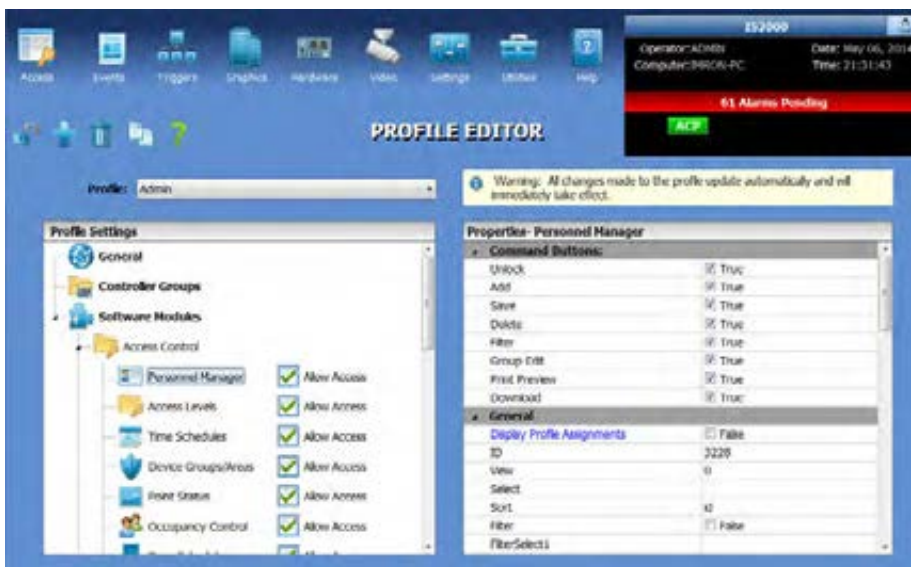 Access Events Triggers Graphics Hardware Video Settings Utilities Help
IS2000
Operator:ADMIN Date: May 06, 2014
Computer:IMRON-PC Time: 21:31:43
61 Alarms Pending
ACP
PROFILE EDITOR
Profile: Admin
Warning: All changes made to the profile update automatically and will
immediately take effect.
Profile Settings
General
Controller Groups
Software Modules
Access Control
Personnel Manager Allow Access
Access Levels Allow Access
Time Schedules Allow Access
Device Groups/Areas Allow Access
Point Status Allow Access
Occupancy Control Allow Access
Properties- Personnel Manager
Command Buttons:
Unlock True
Add True
Save True
Delete True
Filter True
Group Edit True
Print Preview True
Download True
General
Display Profile Assignments False
ID 3228
View 0
Select
Sort
Filter False
FilterSelect1